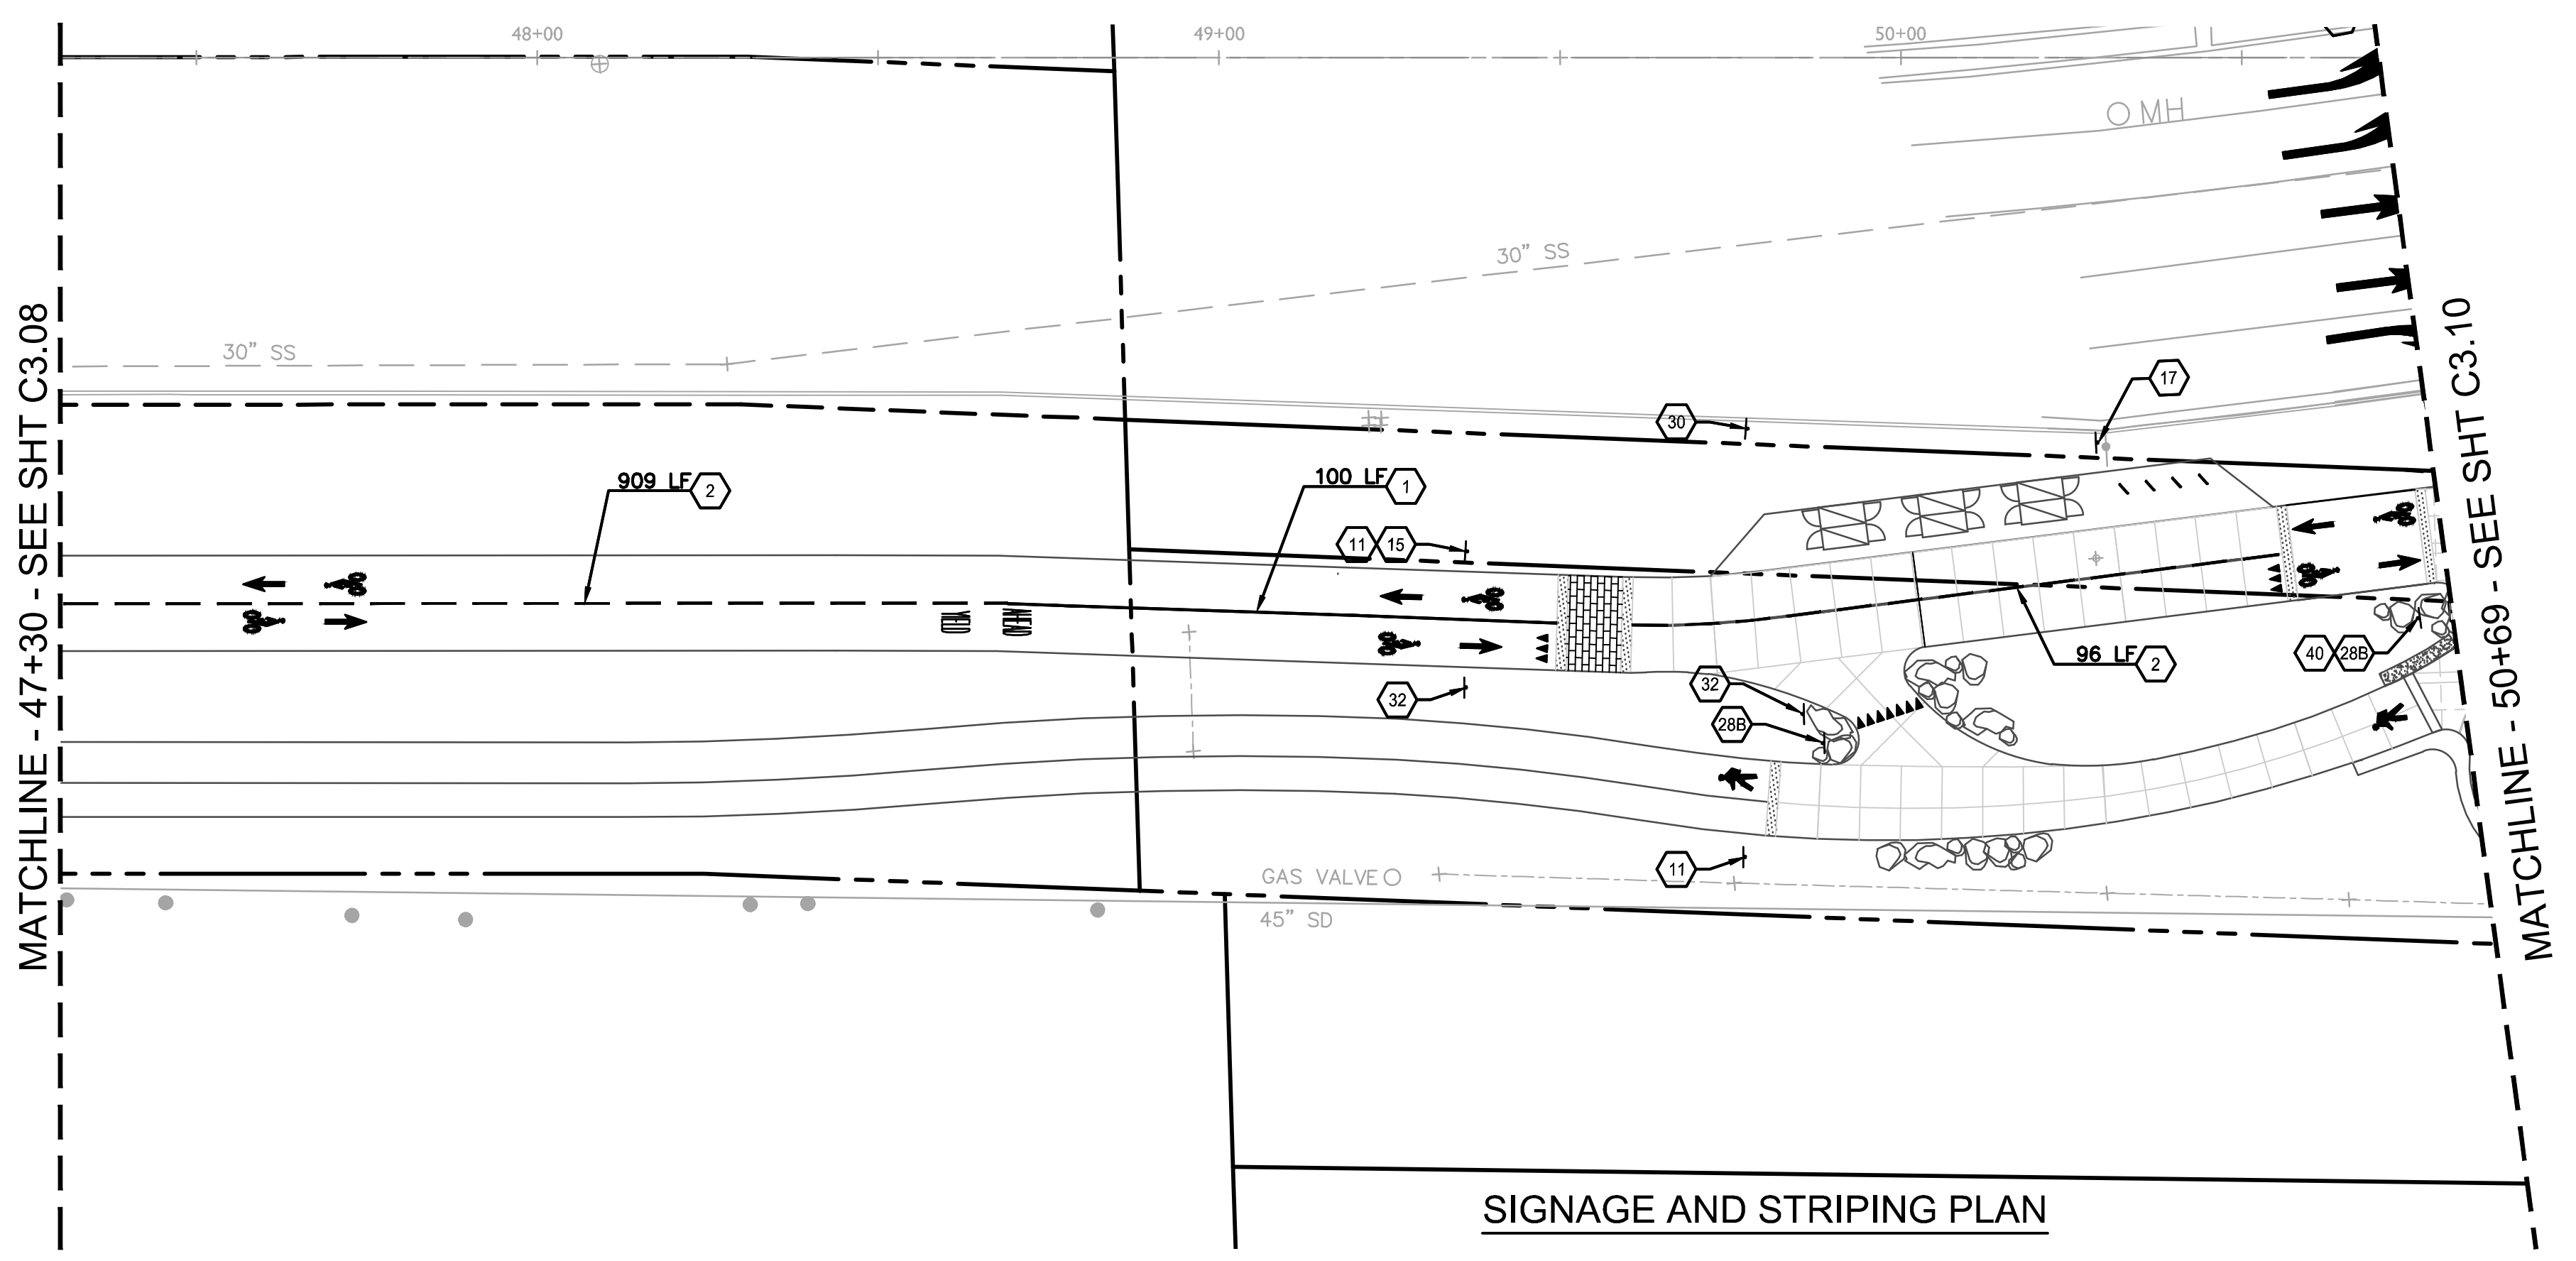 48+00
49+00
50+00
MH
30” SS
30” SS
17
30
909 LF 2
100 LF 1
11 15
YIELD
AHEAD
96 LF 2
40 28B
32
32
28B
11
GAS VALVE
45” SD
MATCHLINE - 47+30 - SEE SHT C3.08
MATCHLINE - 50+69 - SEE SHT C3.10
SIGNAGE AND STRIPING PLAN